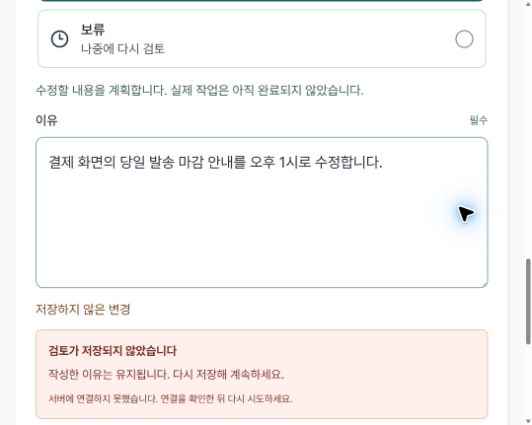 보류
나중에 다시 검토
수정할 내용을 계획합니다. 실제 작업은 아직 완료되지 않았습니다.
이유 필수
결제 화면의 당일 발송 마감 안내를 오후 1시로 수정합니다.
저장하지 않은 변경
검토가 저장되지 않았습니다
작성한 이유는 유지됩니다. 다시 저장해 계속하세요.
서버에 연결하지 못했습니다. 연결을 확인한 뒤 다시 시도하세요.